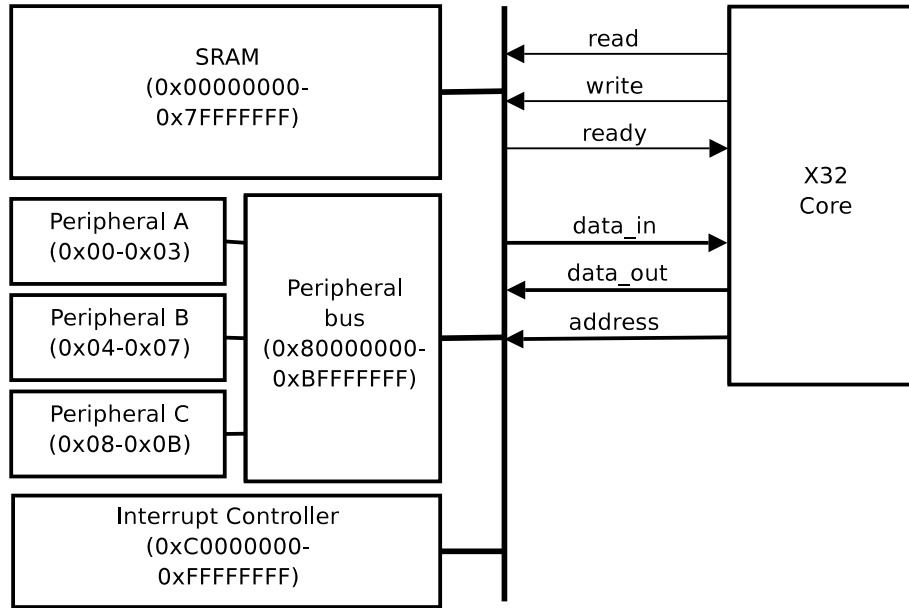 SRAM
(0x00000000-
0x7FFFFFFF)
Peripheral A
(0x00-0x03)
Peripheral B
(0x04-0x07)
Peripheral C
(0x08-0x0B)
Peripheral
bus
(0x80000000-
0xBFFFFFFF)
Interrupt Controller
(0xC0000000-
0xFFFFFFFF)
read
write
ready
data_in
data_out
address
X32
Core